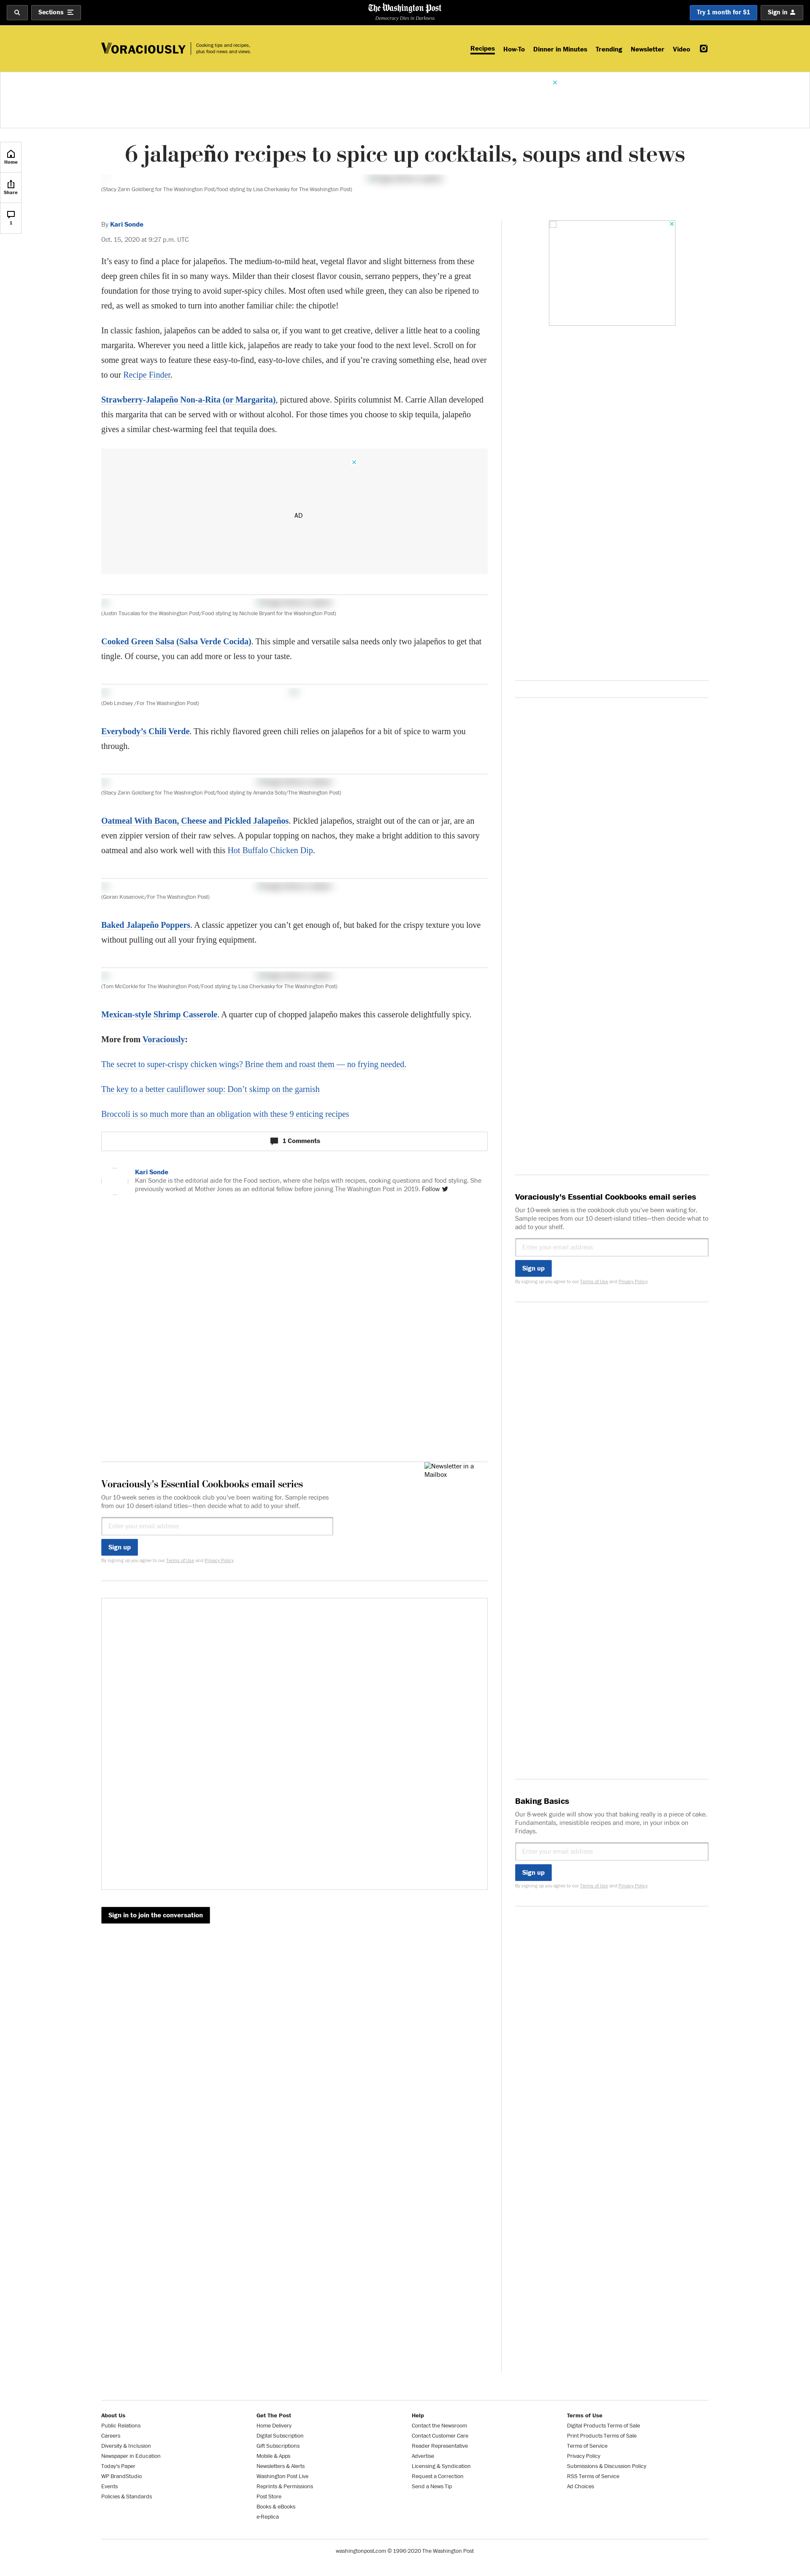 Sections
The Washington Post
Democracy Dies in Darkness
Try 1 month for $1
Sign in
VORACIOUSLY
Cooking tips and recipes,
plus food news and views.
Recipes
How-To
Dinner in Minutes
Trending
Newsletter
Video
Home
Share
1
6 jalapeño recipes to spice up cocktails, soups and stews
(Stacy Zarin Goldberg for The Washington Post/food styling by Lisa Cherkasky for The Washington Post)
By Kari Sonde
Oct. 15, 2020 at 9:27 p.m. UTC
It’s easy to find a place for jalapeños. The medium-to-mild heat, vegetal flavor and slight bitterness from these
deep green chiles fit in so many ways. Milder than their closest flavor cousin, serrano peppers, they’re a great
foundation for those trying to avoid super-spicy chiles. Most often used while green, they can also be ripened to
red, as well as smoked to turn into another familiar chile: the chipotle!
In classic fashion, jalapeños can be added to salsa or, if you want to get creative, deliver a little heat to a cooling
margarita. Wherever you need a little kick, jalapeños are ready to take your food to the next level. Scroll on for
some great ways to feature these easy-to-find, easy-to-love chiles, and if you’re craving something else, head over
to our Recipe Finder.
Strawberry-Jalapeño Non-a-Rita (or Margarita), pictured above. Spirits columnist M. Carrie Allan developed
this margarita that can be served with or without alcohol. For those times you choose to skip tequila, jalapeño
gives a similar chest-warming feel that tequila does.
AD
(Justin Tsucalas for the Washington Post/Food styling by Nichole Bryant for the Washington Post)
Cooked Green Salsa (Salsa Verde Cocida). This simple and versatile salsa needs only two jalapeños to get that
tingle. Of course, you can add more or less to your taste.
(Deb Lindsey /For The Washington Post)
Everybody’s Chili Verde. This richly flavored green chili relies on jalapeños for a bit of spice to warm you
through.
(Stacy Zarin Goldberg for The Washington Post/food styling by Amanda Soto/The Washington Post)
Oatmeal With Bacon, Cheese and Pickled Jalapeños. Pickled jalapeños, straight out of the can or jar, are an
even zippier version of their raw selves. A popular topping on nachos, they make a bright addition to this savory
oatmeal and also work well with this Hot Buffalo Chicken Dip.
(Goran Kosanovic/For The Washington Post)
Baked Jalapeño Poppers. A classic appetizer you can’t get enough of, but baked for the crispy texture you love
without pulling out all your frying equipment.
(Tom McCorkle for The Washington Post/Food styling by Lisa Cherkasky for The Washington Post)
Mexican-style Shrimp Casserole. A quarter cup of chopped jalapeño makes this casserole delightfully spicy.
More from Voraciously:
The secret to super-crispy chicken wings? Brine them and roast them — no frying needed.
The key to a better cauliflower soup: Don’t skimp on the garnish
Broccoli is so much more than an obligation with these 9 enticing recipes
1 Comments
Kari Sonde
Kari Sonde is the editorial aide for the Food section, where she helps with recipes, cooking questions and food styling. She
previously worked at Mother Jones as an editorial fellow before joining The Washington Post in 2019. Follow
Voraciously's Essential Cookbooks email series
Our 10-week series is the cookbook club you’ve been waiting for.
Sample recipes from our 10 desert-island titles—then decide what to
add to your shelf.
Enter your email address
Sign up
By signing up you agree to our Terms of Use and Privacy Policy
Newsletter in a
Mailbox
Voraciously's Essential Cookbooks email series
Our 10-week series is the cookbook club you’ve been waiting for. Sample recipes
from our 10 desert-island titles—then decide what to add to your shelf.
Enter your email address
Sign up
By signing up you agree to our Terms of Use and Privacy Policy
Baking Basics
Our 8-week guide will show you that baking really is a piece of cake.
Fundamentals, irresistible recipes and more, in your inbox on
Fridays.
Enter your email address
Sign up
By signing up you agree to our Terms of Use and Privacy Policy
Sign in to join the conversation
About Us
Public Relations
Careers
Diversity & Inclusion
Newspaper in Education
Today's Paper
WP BrandStudio
Events
Policies & Standards
Get The Post
Home Delivery
Digital Subscription
Gift Subscriptions
Mobile & Apps
Newsletters & Alerts
Washington Post Live
Reprints & Permissions
Post Store
Books & eBooks
e-Replica
Help
Contact the Newsroom
Contact Customer Care
Reader Representative
Advertise
Licensing & Syndication
Request a Correction
Send a News Tip
Terms of Use
Digital Products Terms of Sale
Print Products Terms of Sale
Terms of Service
Privacy Policy
Submissions & Discussion Policy
RSS Terms of Service
Ad Choices
washingtonpost.com © 1996-2020 The Washington Post